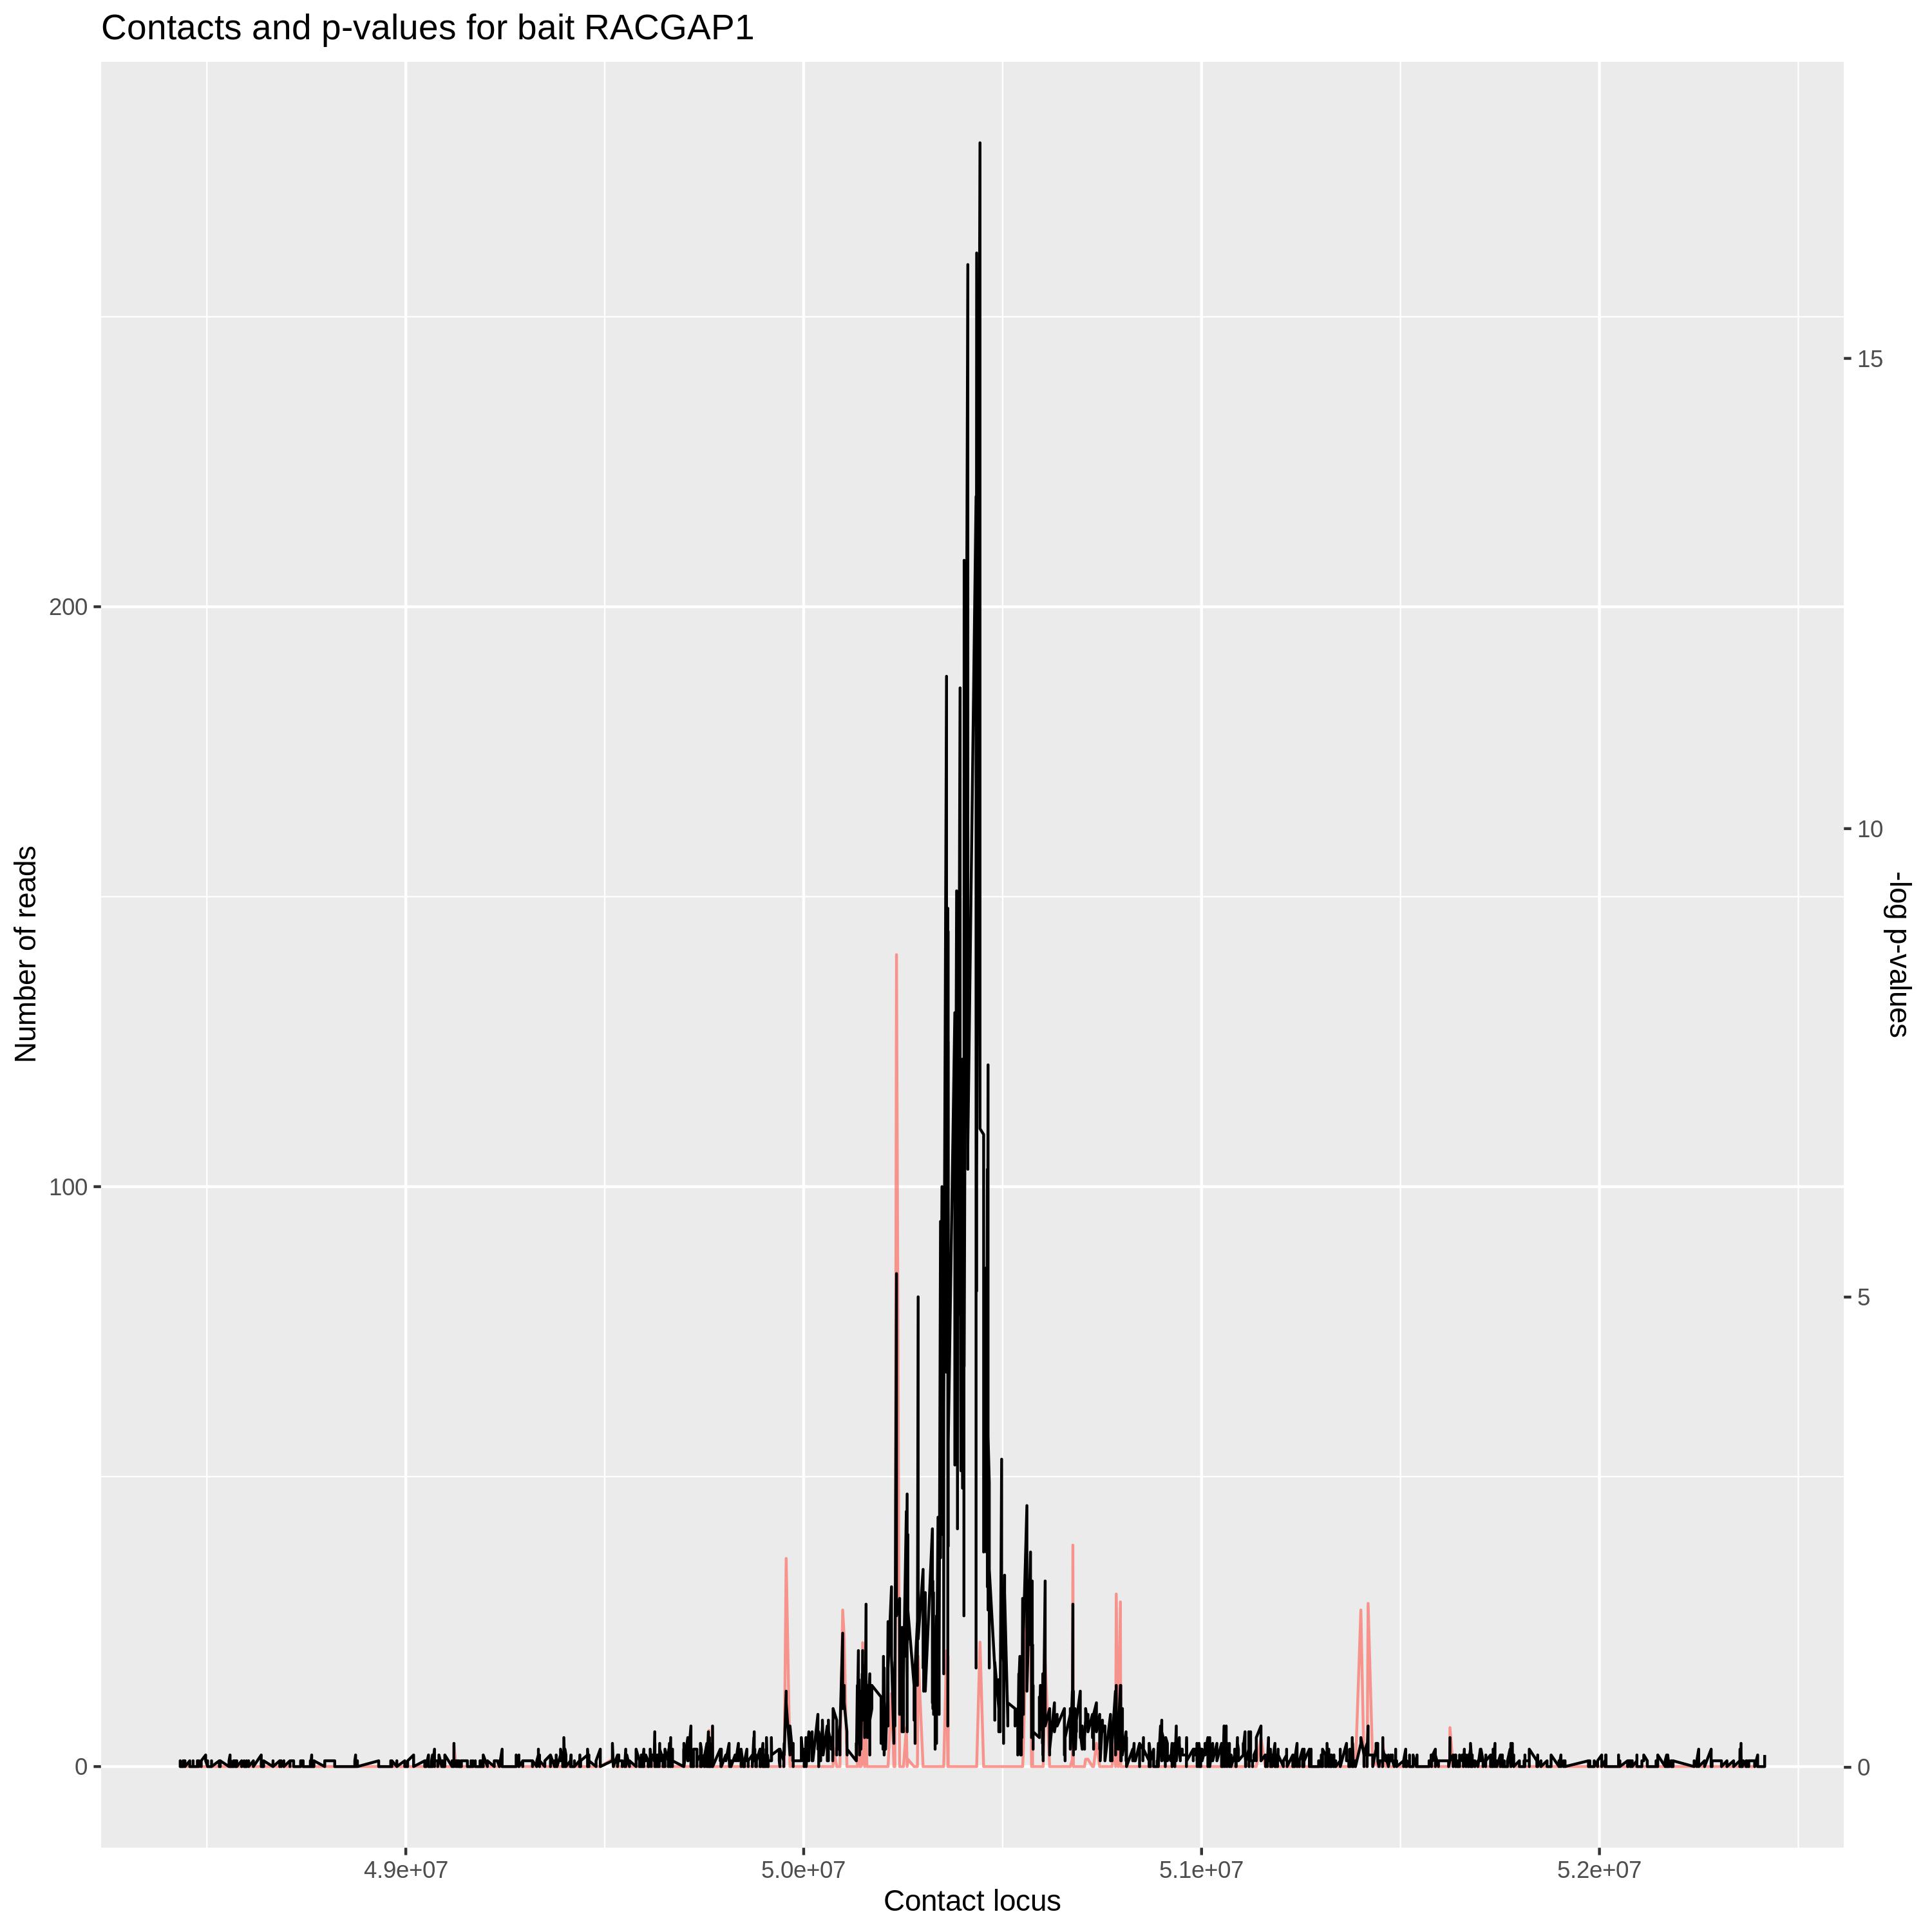 Contacts and p-values for bait RACGAP1
Number of reads
200
100
0
15
10
5
0
-log p-values
4.9e+07
5.0e+07
5.1e+07
5.2e+07
Contact locus